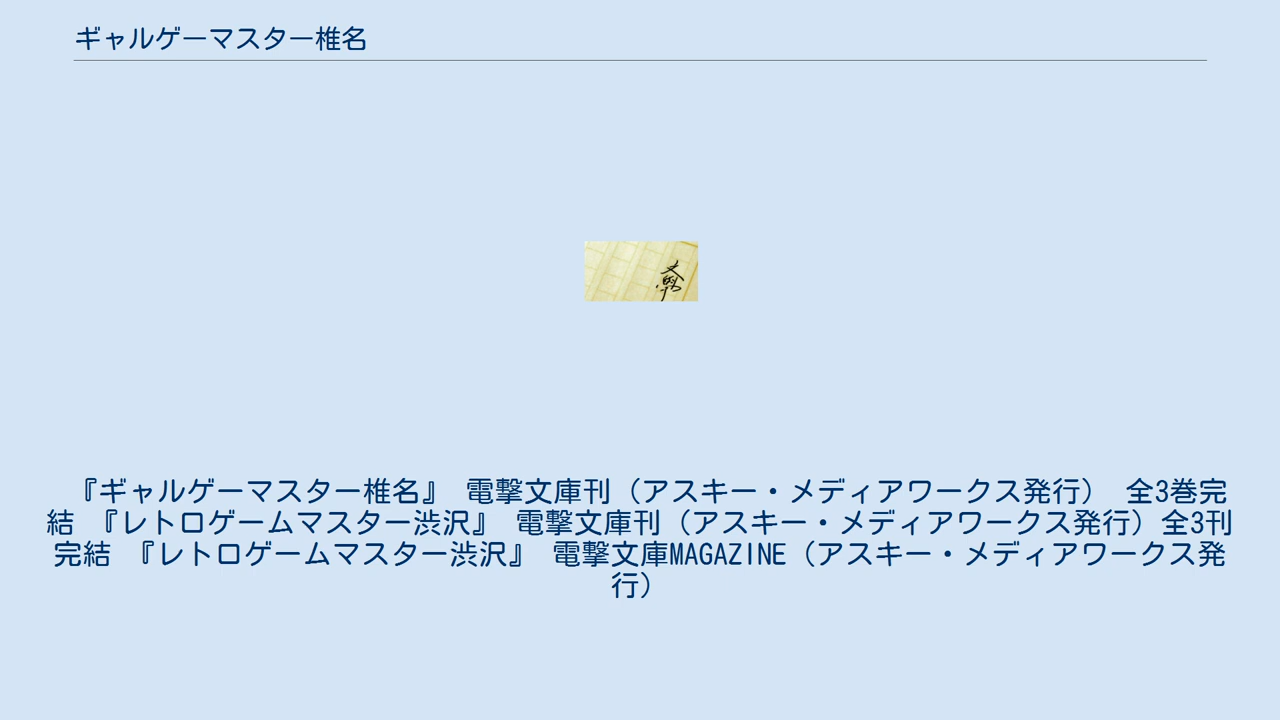 ギャルゲーマスター椎名
『ギャルゲーマスター椎名』 電撃文庫刊（アスキー・メディアワークス発行） 全3巻完
結 『レトロゲームマスター渋沢』 電撃文庫刊（アスキー・メディアワークス発行）全3刊
完結 『レトロゲームマスター渋沢』 電撃文庫MAGAZINE（アスキー・メディアワークス発
行）